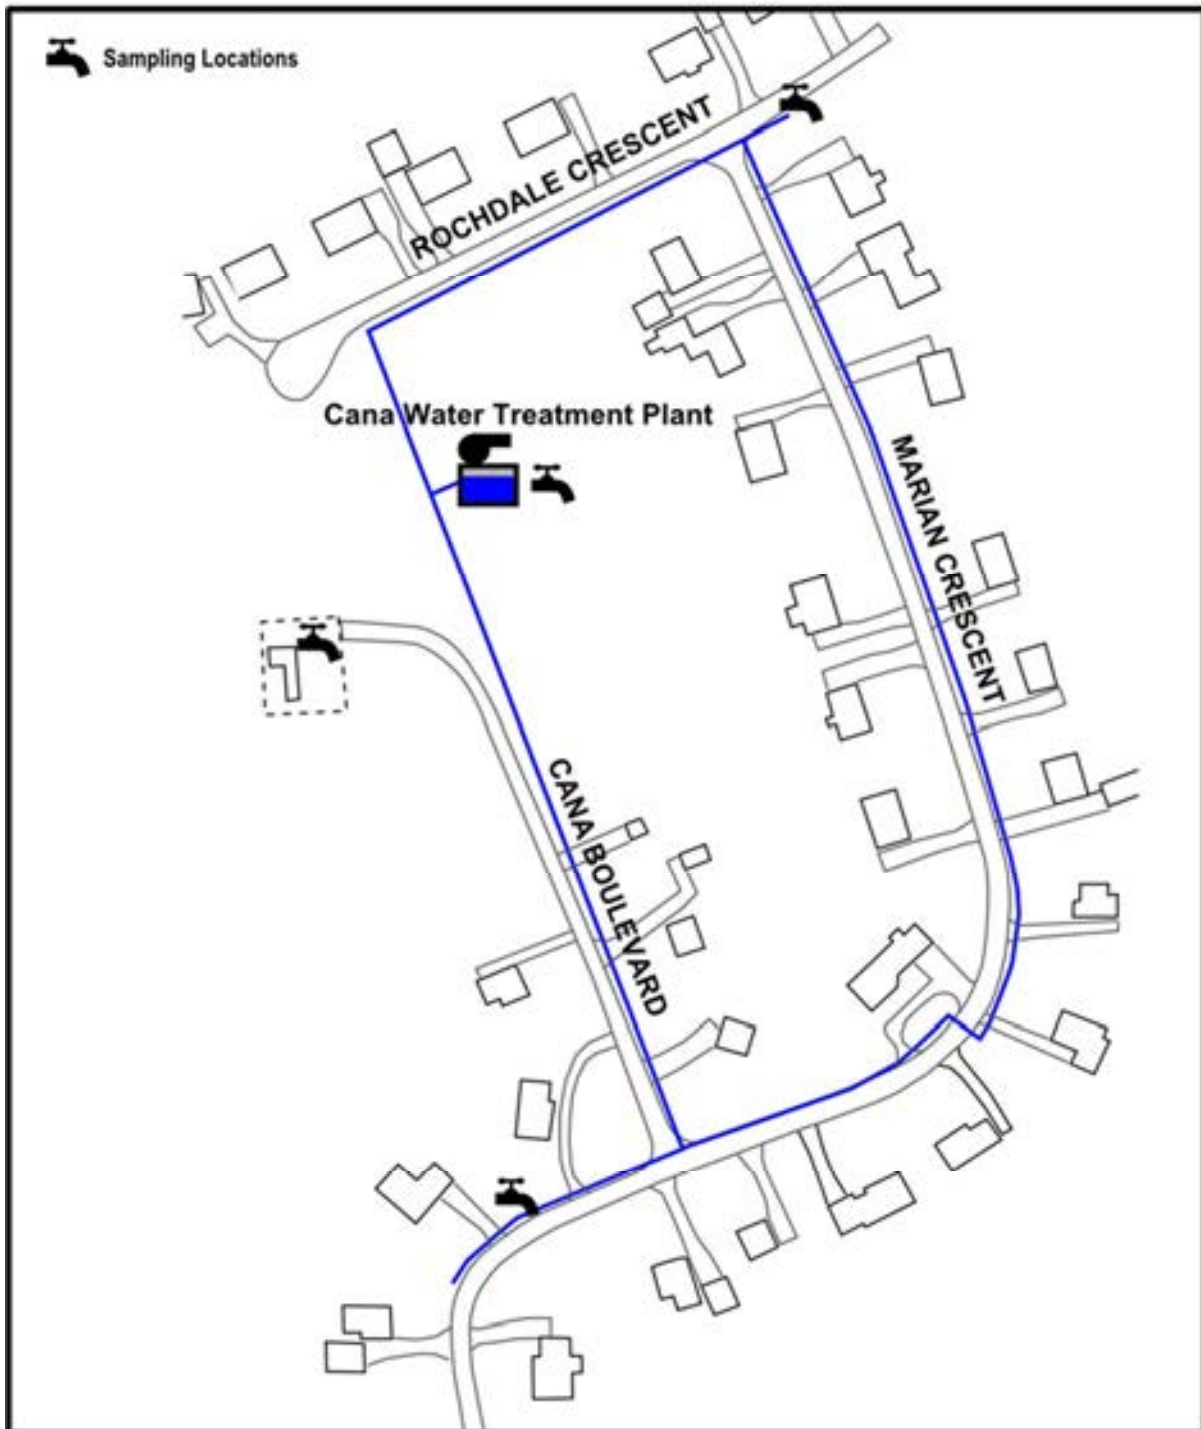 Sampling Locations
ROCHDALE CRESCENT
Cana Water Treatment Plant
MARIAN CRESCENT
CANA BOULEVARD